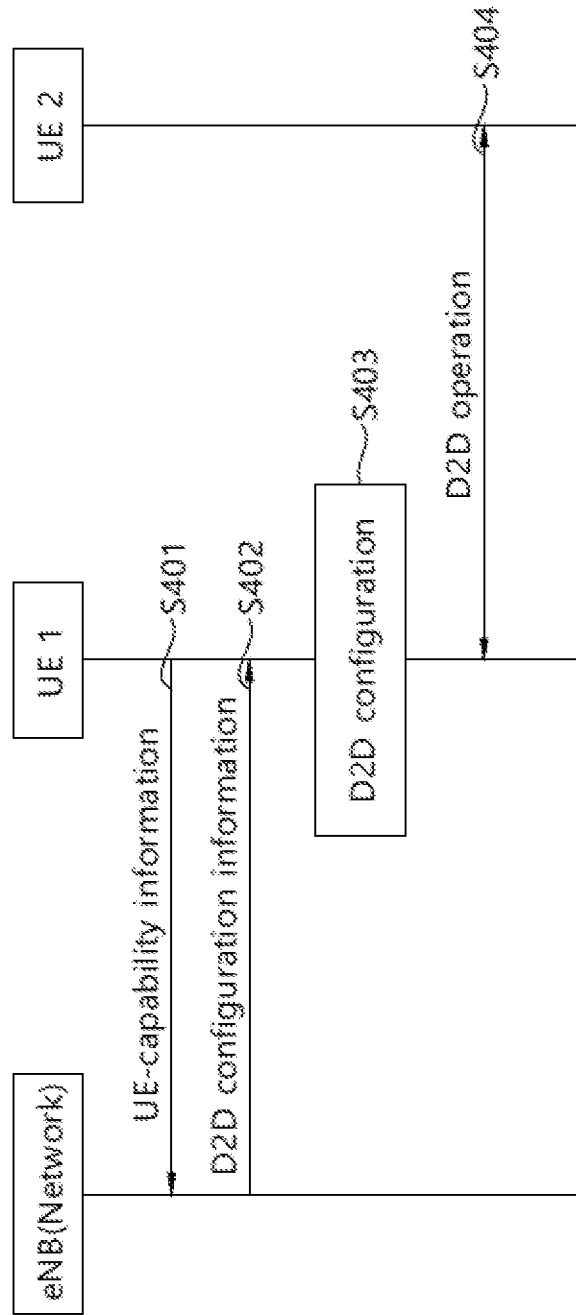 eNB(Network)
UE 1
UE 2
UE-capability information
S401
D2D configuration information
S402
D2D configuration
S403
D2D operation
S404